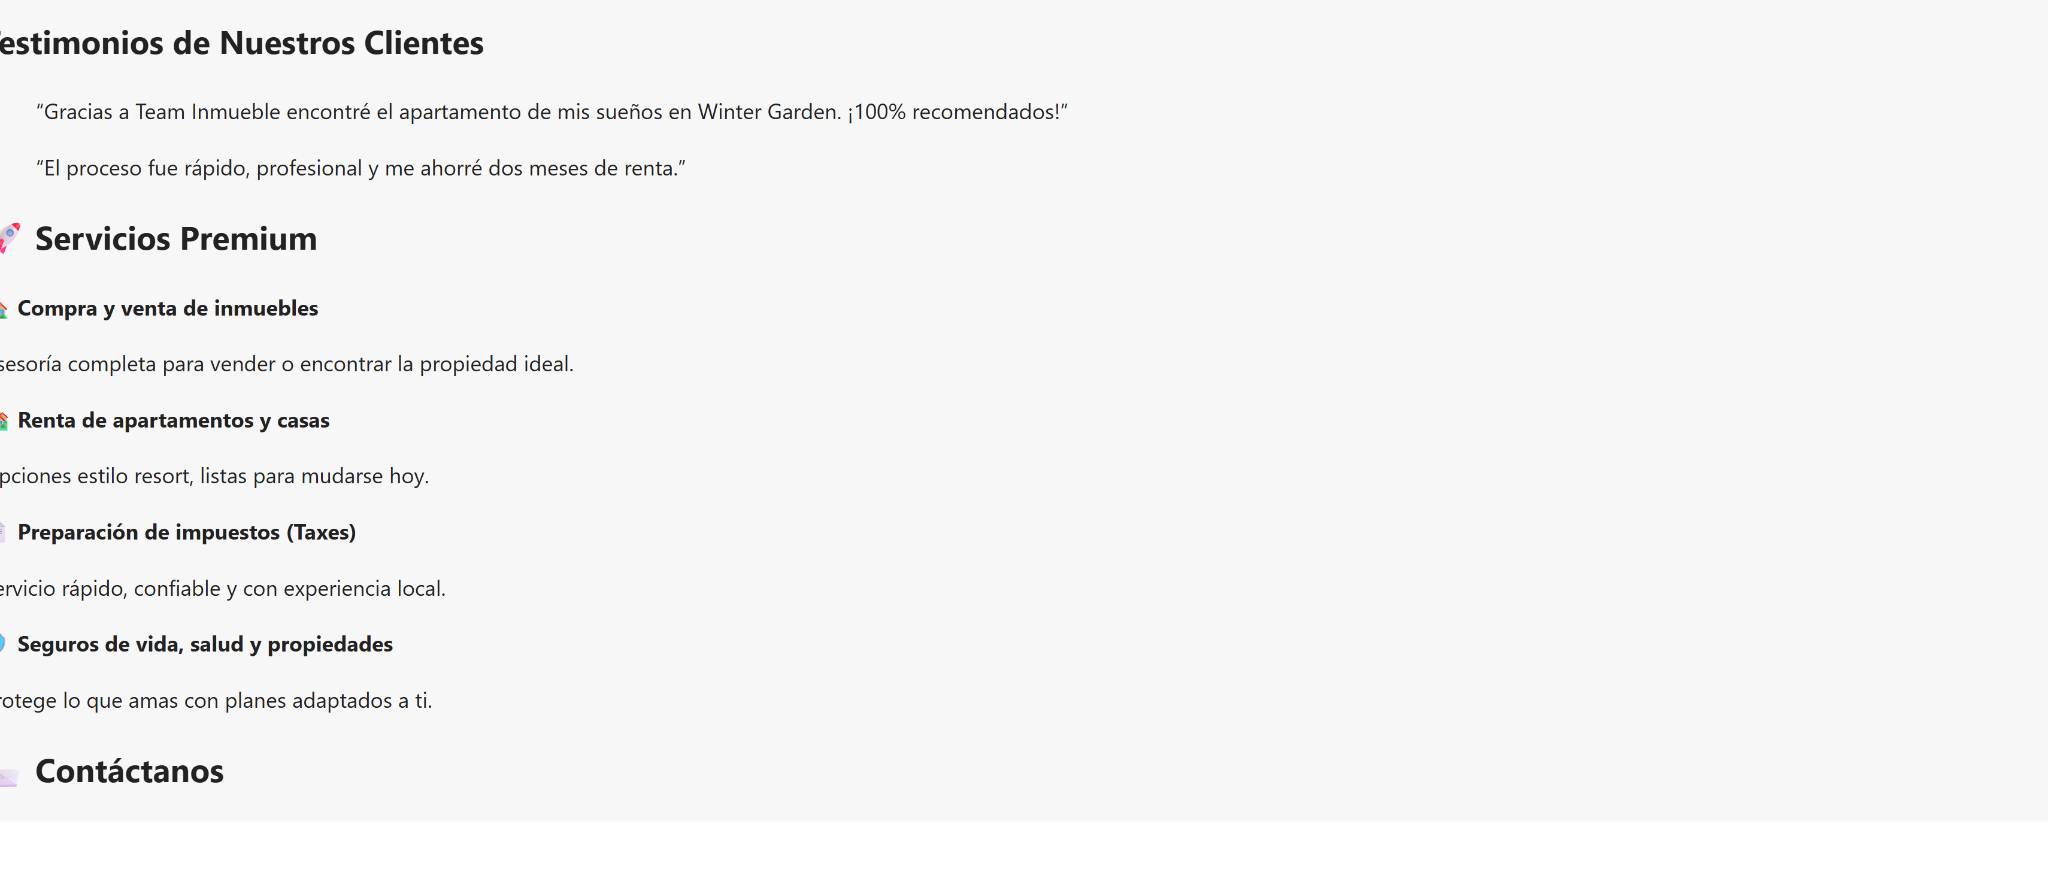 Testimonios de Nuestros Clientes
“Gracias a Team Inmueble encontré el apartamento de mis sueños en Winter Garden. ¡100% recomendados!”
“El proceso fue rápido, profesional y me ahorré dos meses de renta.”
Servicios Premium
Compra y venta de inmuebles
sesoría completa para vender o encontrar la propiedad ideal.
Renta de apartamentos y casas
pciones estilo resort, listas para mudarse hoy.
Preparación de impuestos (Taxes)
ervicio rápido, confiable y con experiencia local.
Seguros de vida, salud y propiedades
rotege lo que amas con planes adaptados a ti.
Contáctanos